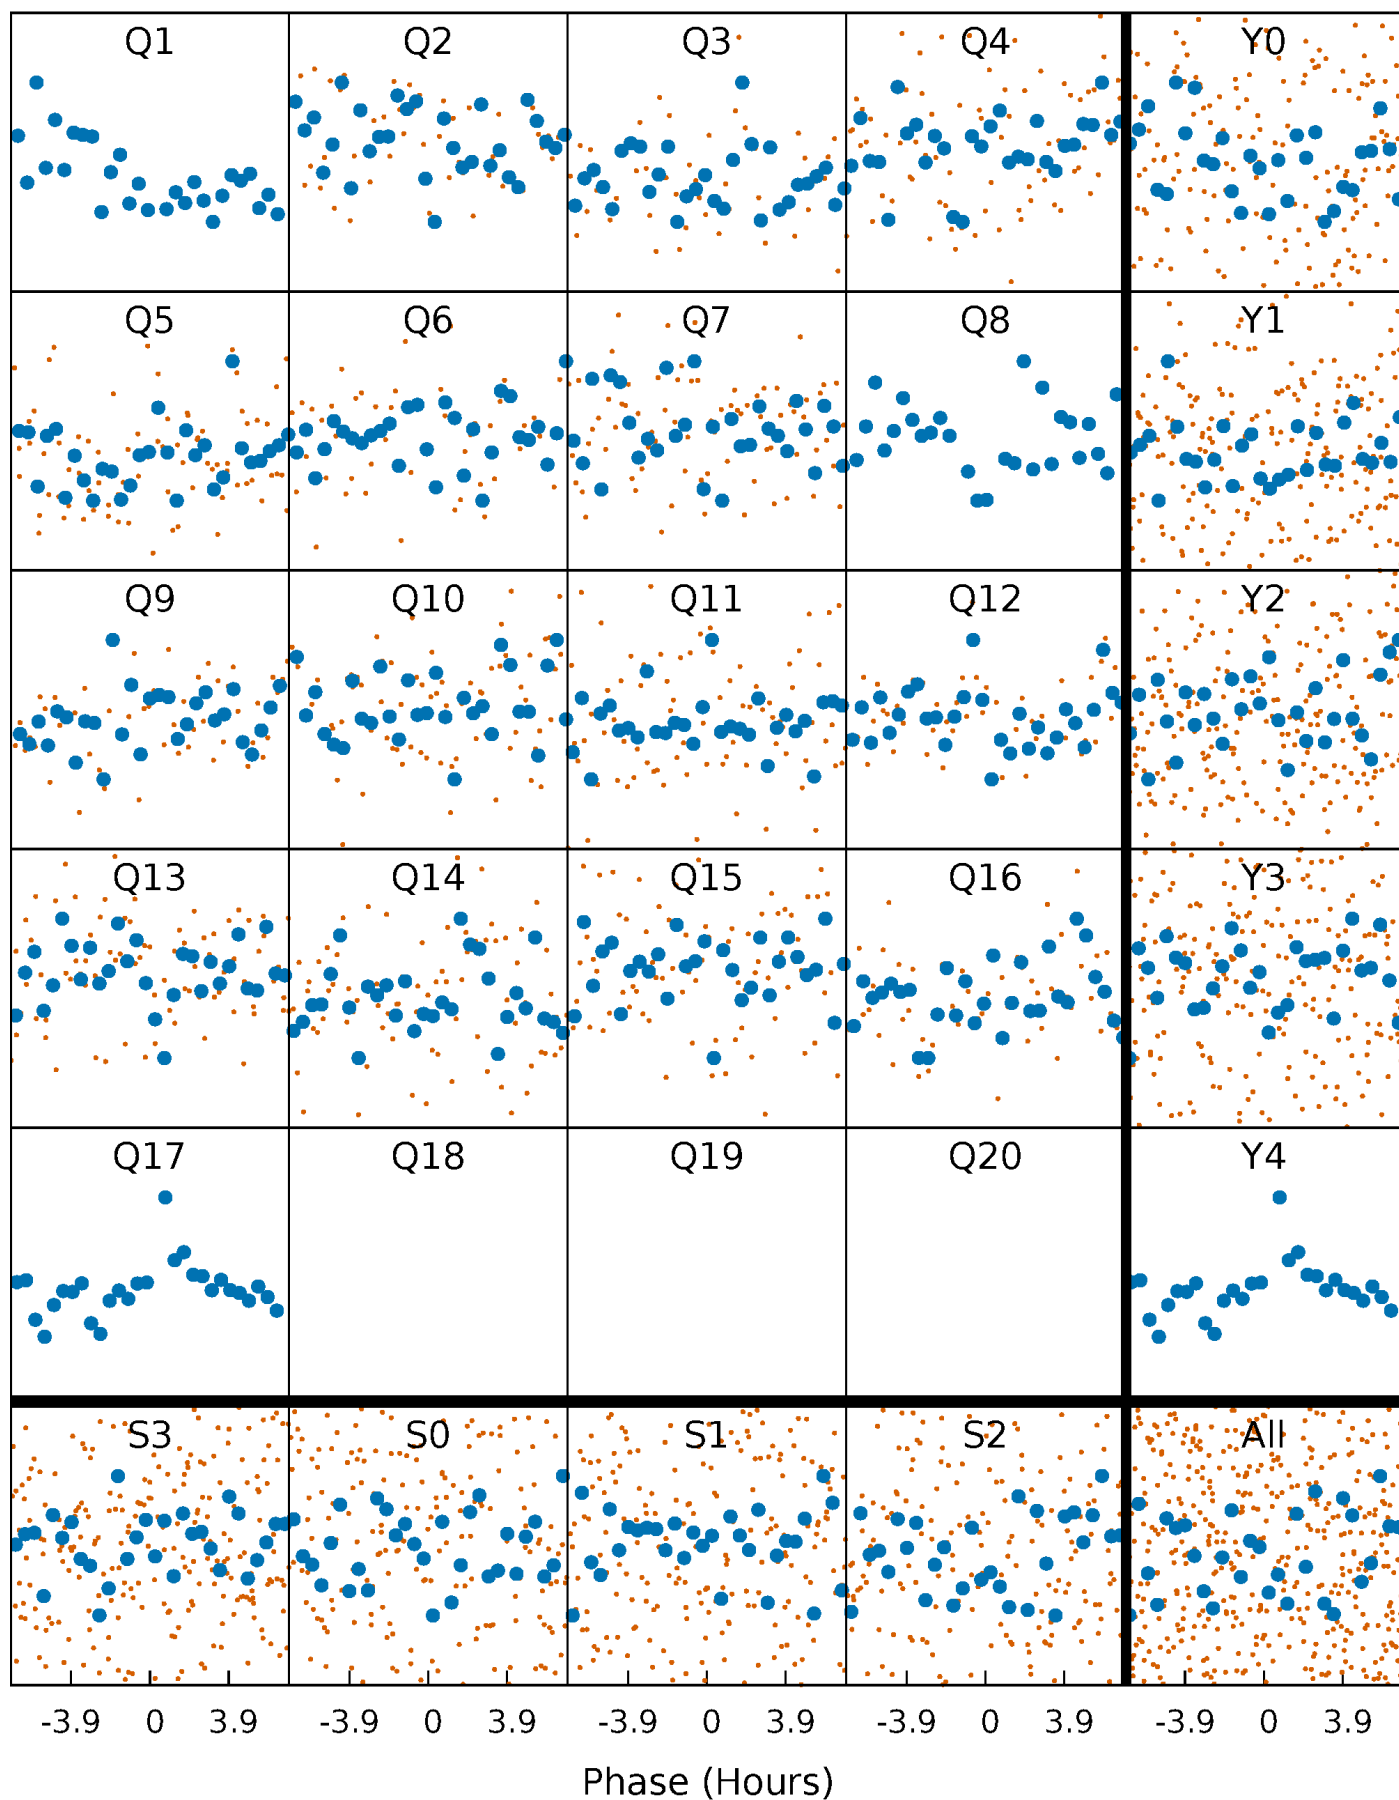 Q1 Q2 Q3 Q4 Y0
Q5 Q6 Q7 Q8 Y1
Q9 Q10 Q11 Q12 Y2
Q13 Q14 Q15 Q16 Y3
Q17 Q18 Q19 Q20 Y4
S3 S0 S1 S2 All
-3.9 0 3.9 -3.9 0 3.9 -3.9 0 3.9 -3.9 0 3.9 -3.9 0 3.9
Phase (Hours)